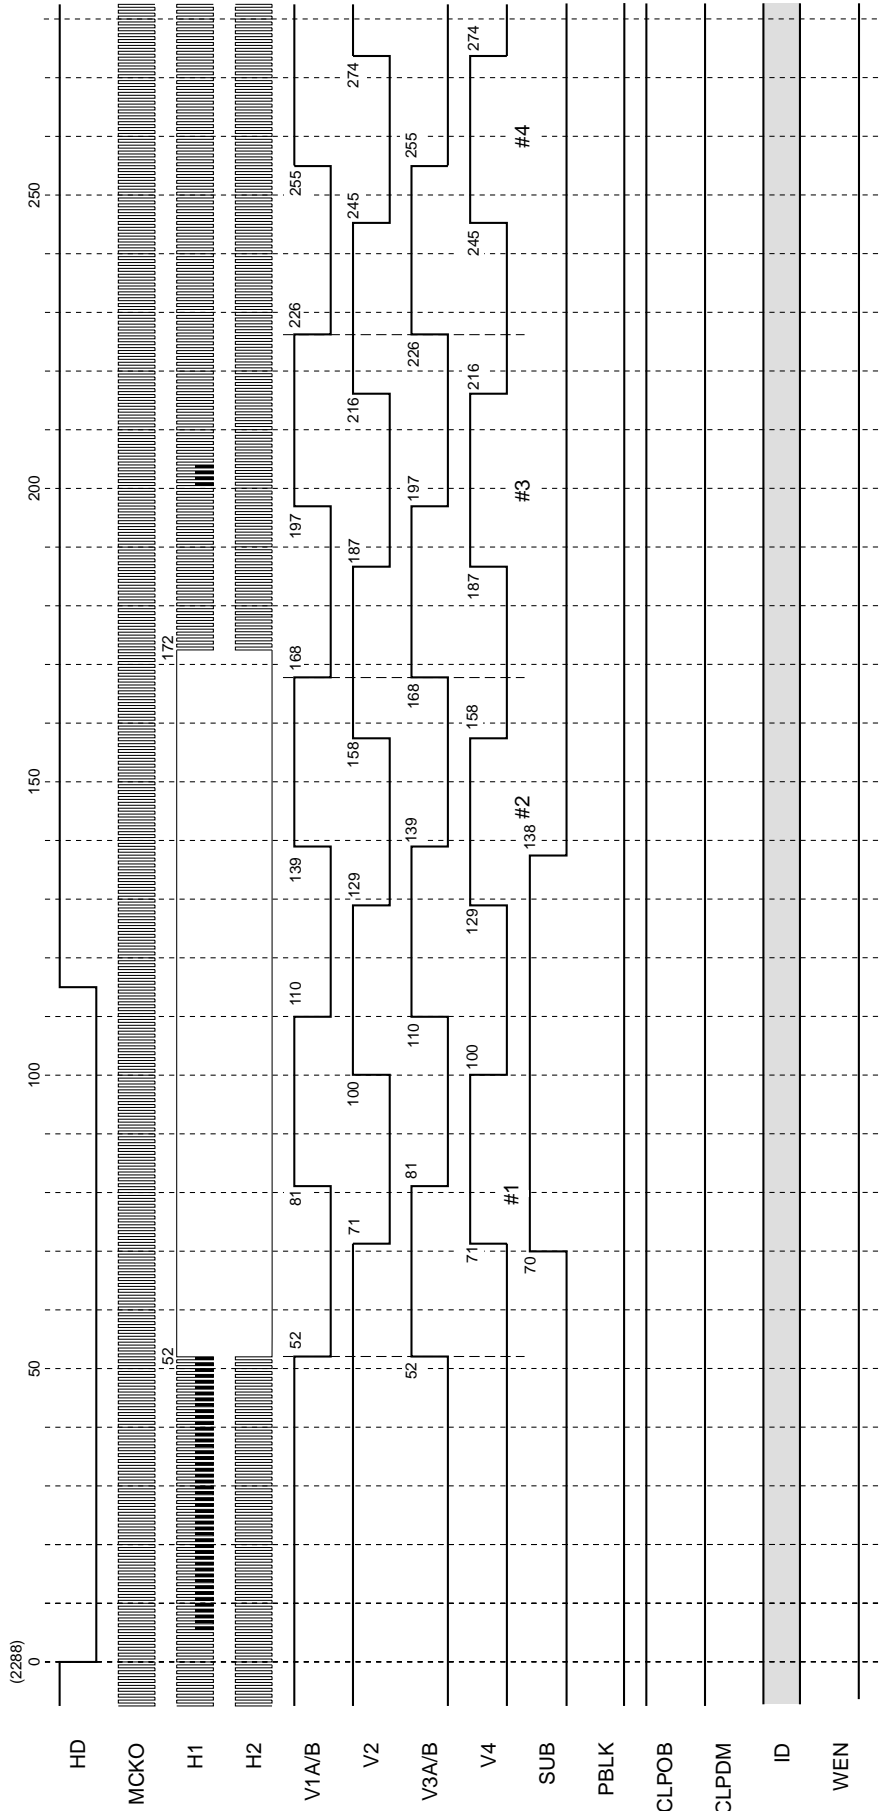 (2288)
0 50 100 150 200 250
HD
MCKO
52 172
H1
H2
52 81 110 139 168 197 226 255
V1A/B
71 100 129 158 187 216 245 274
V2
52 81 110 139 168 197 226 255
V3A/B
71 100 129 158 187 216 245 274
V4
#1 #2 #3 #4
70 138
SUB
PBLK
CLPOB
CLPDM
ID
WEN